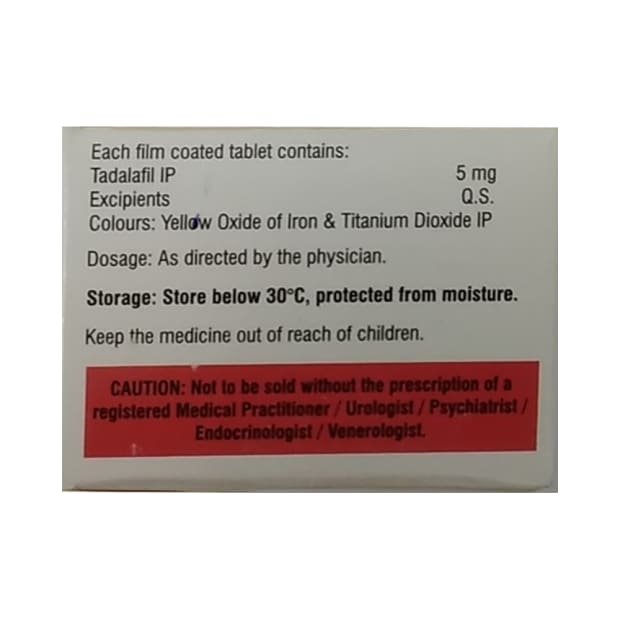 Each film coated tablet contains:
Tadalafil IP 5 mg
Excipients Q.S.
Colours: Yellow Oxide of Iron & Titanium Dioxide IP
Dosage: As directed by the physician.
Storage: Store below 30°C, protected from moisture.
Keep the medicine out of reach of children.
CAUTION: Not to be sold without the prescription of a
registered Medical Practitioner / Urologist / Psychiatrist /
Endocrinologist / Venerologist.